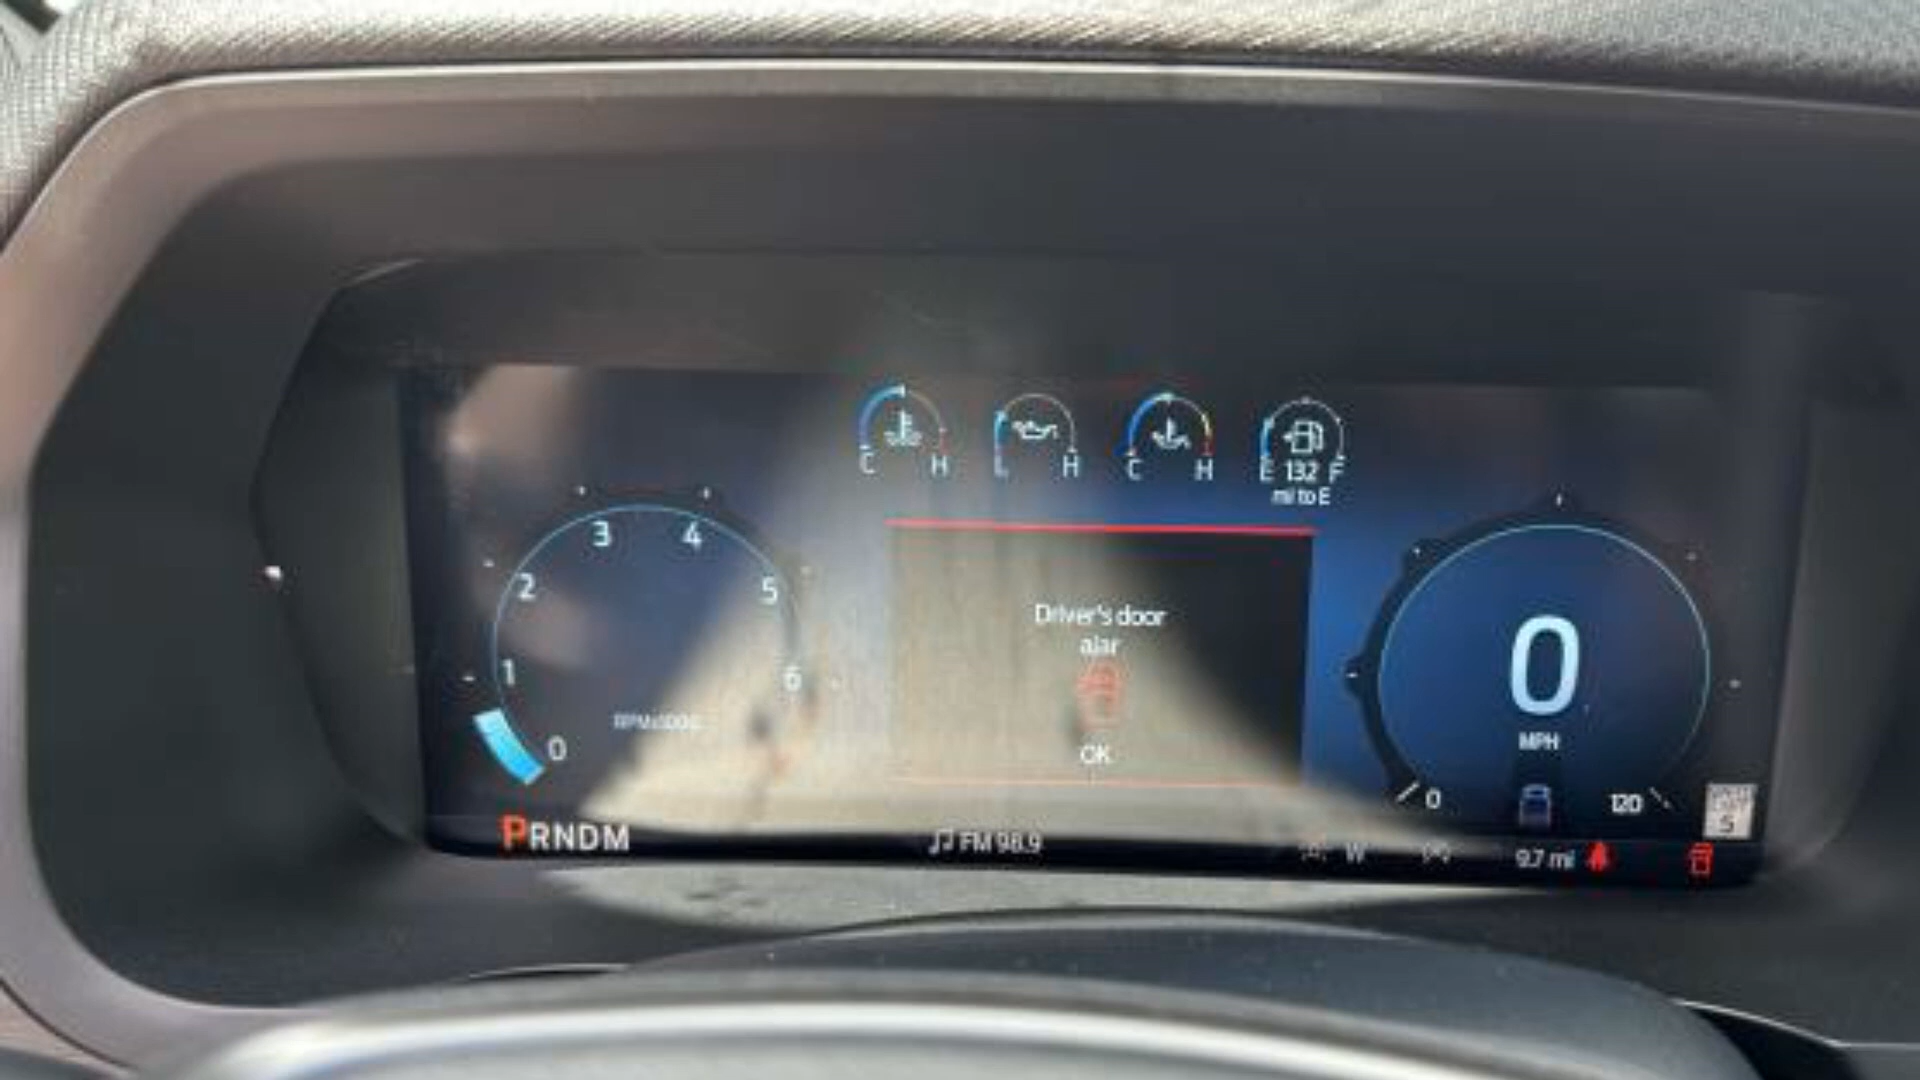 C H
L H
C H
E 132 F
mi to E
3 4
2 5
1 6
0
RPMx1000
Driver's door
ajar
OK
0
MPH
0 120
PRNDM
FM 98.9
W
9.7 mi